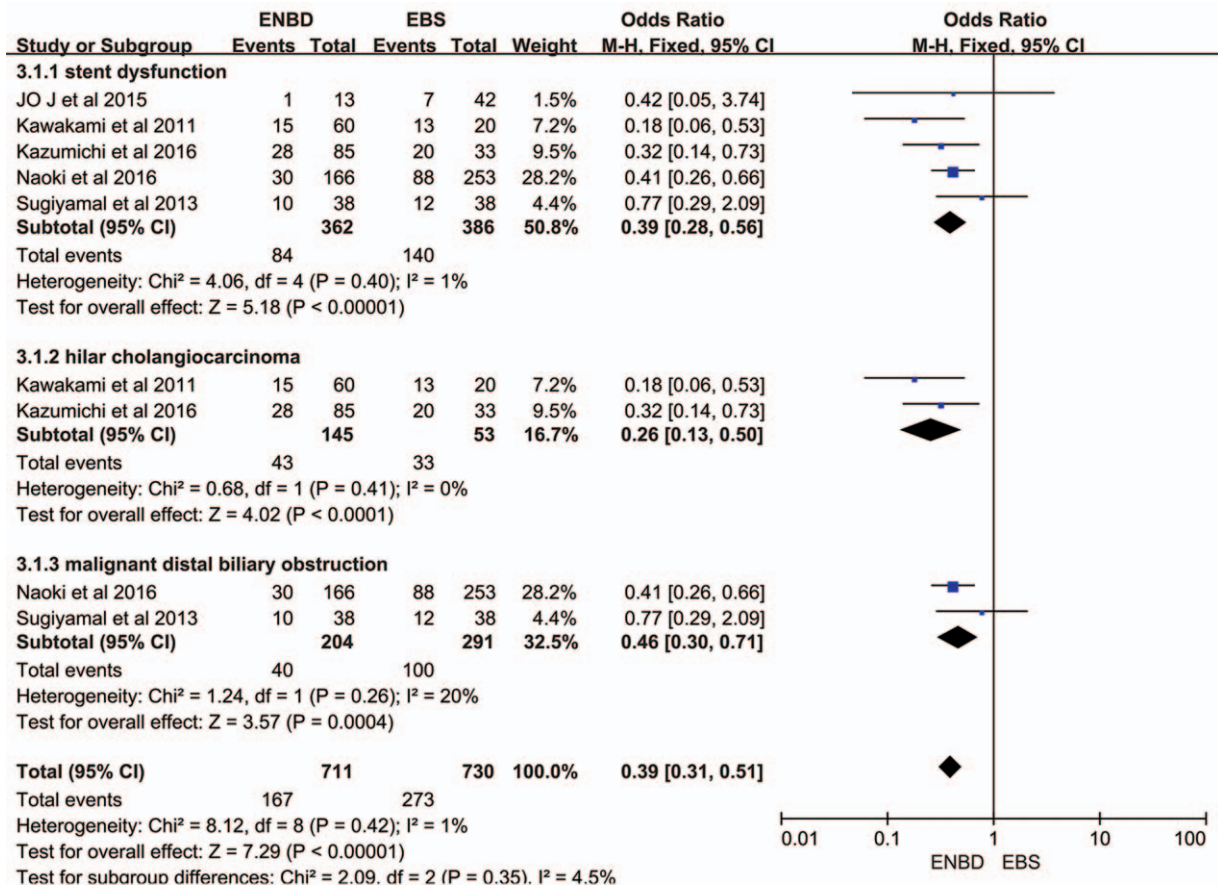 ENBD EBS Odds Ratio Odds Ratio
Study or Subgroup Events Total Events Total Weight M-H, Fixed, 95% CI M-H, Fixed, 95% CI
3.1.1 stent dysfunction
JO J et al 2015 1 13 7 42 1.5% 0.42 [0.05, 3.74]
Kawakami et al 2011 15 60 13 20 7.2% 0.18 [0.06, 0.53]
Kazumichi et al 2016 28 85 20 33 9.5% 0.32 [0.14, 0.73]
Naoki et al 2016 30 166 88 253 28.2% 0.41 [0.26, 0.66]
Sugiyamal et al 2013 10 38 12 38 4.4% 0.77 [0.29, 2.09]
Subtotal (95% CI) 362 386 50.8% 0.39 [0.28, 0.56]
Total events 84 140
Heterogeneity: Chi² = 4.06, df = 4 (P = 0.40); I² = 1%
Test for overall effect: Z = 5.18 (P < 0.00001)
3.1.2 hilar cholangiocarcinoma
Kawakami et al 2011 15 60 13 20 7.2% 0.18 [0.06, 0.53]
Kazumichi et al 2016 28 85 20 33 9.5% 0.32 [0.14, 0.73]
Subtotal (95% CI) 145 53 16.7% 0.26 [0.13, 0.50]
Total events 43 33
Heterogeneity: Chi² = 0.68, df = 1 (P = 0.41); I² = 0%
Test for overall effect: Z = 4.02 (P < 0.0001)
3.1.3 malignant distal biliary obstruction
Naoki et al 2016 30 166 88 253 28.2% 0.41 [0.26, 0.66]
Sugiyamal et al 2013 10 38 12 38 4.4% 0.77 [0.29, 2.09]
Subtotal (95% CI) 204 291 32.5% 0.46 [0.30, 0.71]
Total events 40 100
Heterogeneity: Chi² = 1.24, df = 1 (P = 0.26); I² = 20%
Test for overall effect: Z = 3.57 (P = 0.0004)
Total (95% CI) 711 730 100.0% 0.39 [0.31, 0.51]
Total events 167 273
Heterogeneity: Chi² = 8.12, df = 8 (P = 0.42); I² = 1%
Test for overall effect: Z = 7.29 (P < 0.00001)
Test for subgroup differences: Chi² = 2.09, df = 2 (P = 0.35), I² = 4.5%
0.01 0.1 1 10 100
ENBD EBS